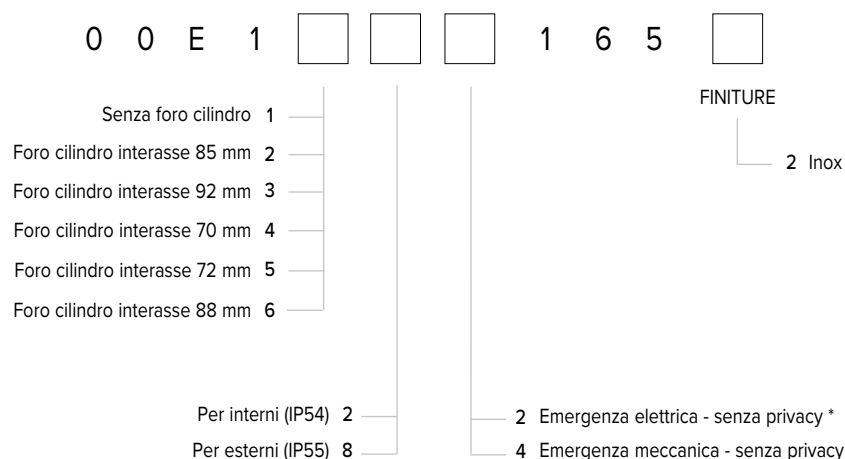 0 0 E 1 1 6 5
FINITURE
Senza foro cilindro 1
2 Inox
Foro cilindro interasse 85 mm 2
Foro cilindro interasse 92 mm 3
Foro cilindro interasse 70 mm 4
Foro cilindro interasse 72 mm 5
Foro cilindro interasse 88 mm 6
Per interni (IP54) 2
Per esterni (IP55) 8
2 Emergenza elettrica - senza privacy *
4 Emergenza meccanica - senza privacy